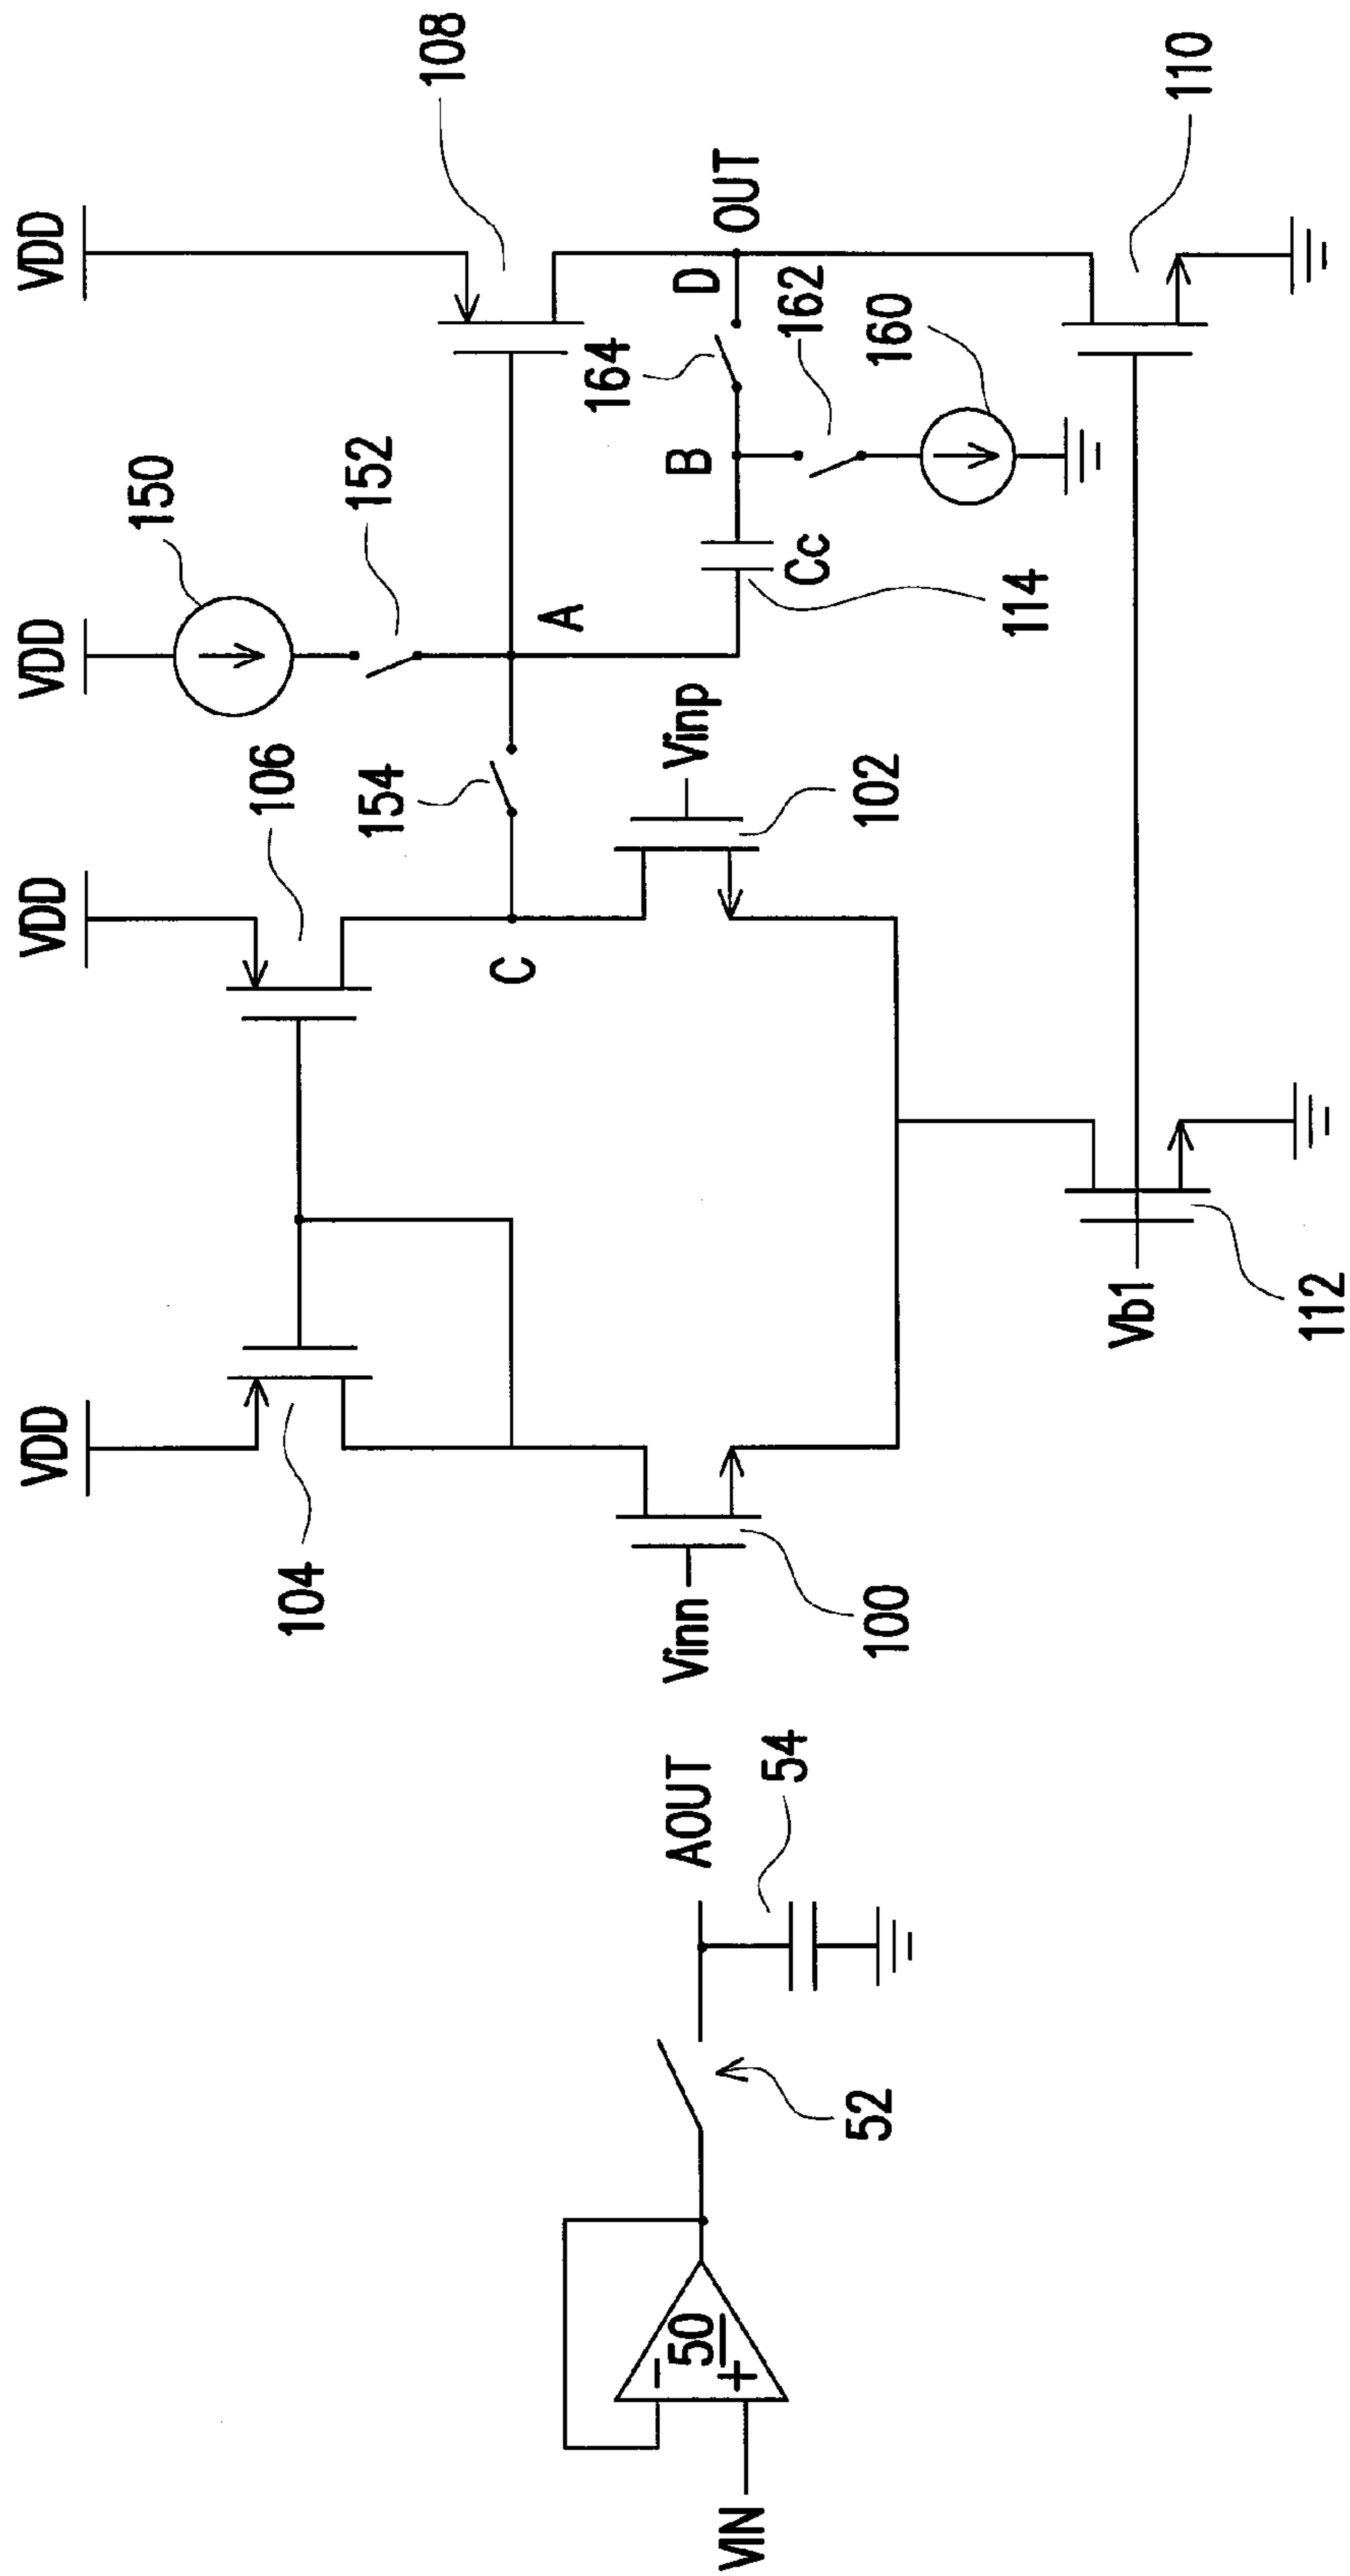 VIN
50
−
+
52
AOUT
54
VDD
VDD
VDD
VDD
104
106
150
152
108
154
A
C
Vinn
100
Vinp
102
164
B
D
OUT
Cc
114
162
160
Vb1
112
110